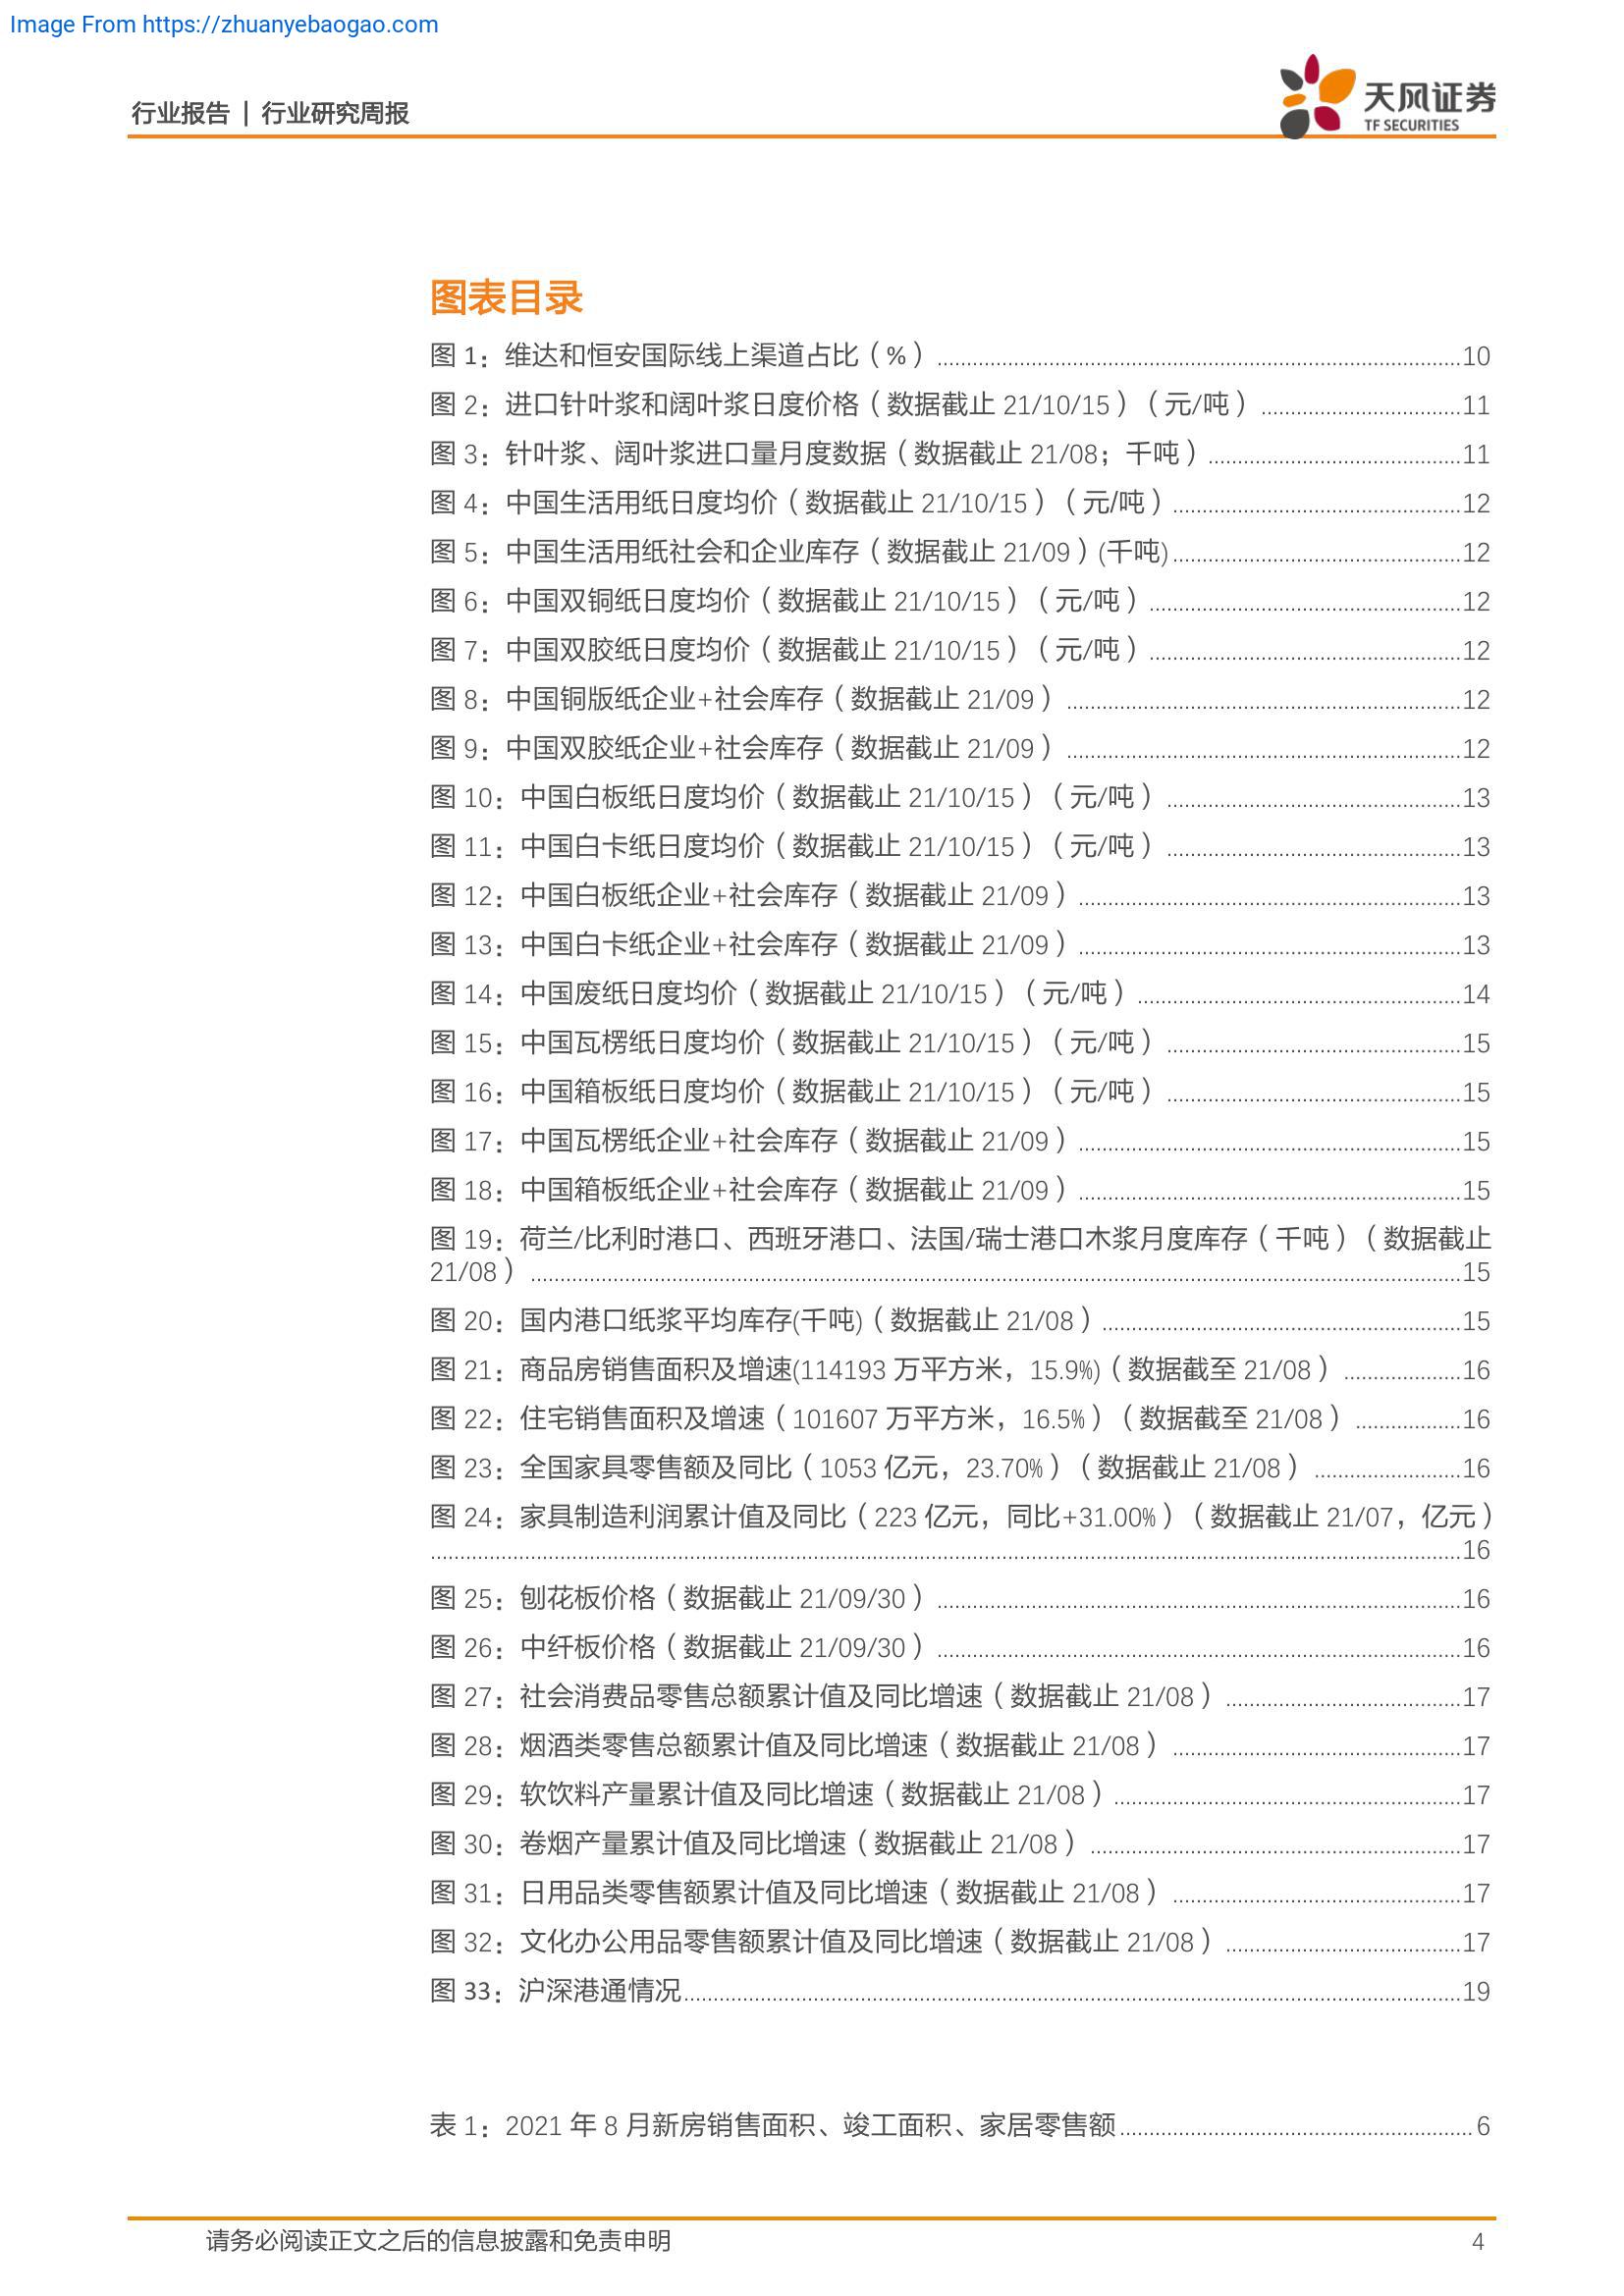 Image From https://zhuanyebaogao.com
行业报告 | 行业研究周报
天风证券
TF SECURITIES
图表目录
图 1：维达和恒安国际线上渠道占比（%）10
图 2：进口针叶浆和阔叶浆日度价格（数据截止 21/10/15）（元/吨）11
图 3：针叶浆、阔叶浆进口量月度数据（数据截止 21/08；千吨）11
图 4：中国生活用纸日度均价（数据截止 21/10/15）（元/吨）12
图 5：中国生活用纸社会和企业库存（数据截止 21/09）(千吨)12
图 6：中国双铜纸日度均价（数据截止 21/10/15）（元/吨）12
图 7：中国双胶纸日度均价（数据截止 21/10/15）（元/吨）12
图 8：中国铜版纸企业+社会库存（数据截止 21/09）12
图 9：中国双胶纸企业+社会库存（数据截止 21/09）12
图 10：中国白板纸日度均价（数据截止 21/10/15）（元/吨）13
图 11：中国白卡纸日度均价（数据截止 21/10/15）（元/吨）13
图 12：中国白板纸企业+社会库存（数据截止 21/09）13
图 13：中国白卡纸企业+社会库存（数据截止 21/09）13
图 14：中国废纸日度均价（数据截止 21/10/15）（元/吨）14
图 15：中国瓦楞纸日度均价（数据截止 21/10/15）（元/吨）15
图 16：中国箱板纸日度均价（数据截止 21/10/15）（元/吨）15
图 17：中国瓦楞纸企业+社会库存（数据截止 21/09）15
图 18：中国箱板纸企业+社会库存（数据截止 21/09）15
图 19：荷兰/比利时港口、西班牙港口、法国/瑞士港口木浆月度库存（千吨）（数据截止
21/08）15
图 20：国内港口纸浆平均库存(千吨)（数据截止 21/08）15
图 21：商品房销售面积及增速(114193 万平方米，15.9%)（数据截至 21/08）16
图 22：住宅销售面积及增速（101607 万平方米，16.5%）（数据截至 21/08）16
图 23：全国家具零售额及同比（1053 亿元，23.70%）（数据截止 21/08）16
图 24：家具制造利润累计值及同比（223 亿元，同比+31.00%）（数据截止 21/07，亿元）
16
图 25：刨花板价格（数据截止 21/09/30）16
图 26：中纤板价格（数据截止 21/09/30）16
图 27：社会消费品零售总额累计值及同比增速（数据截止 21/08）17
图 28：烟酒类零售总额累计值及同比增速（数据截止 21/08）17
图 29：软饮料产量累计值及同比增速（数据截止 21/08）17
图 30：卷烟产量累计值及同比增速（数据截止 21/08）17
图 31：日用品类零售额累计值及同比增速（数据截止 21/08）17
图 32：文化办公用品零售额累计值及同比增速（数据截止 21/08）17
图 33：沪深港通情况19
表 1：2021 年 8 月新房销售面积、竣工面积、家居零售额6
请务必阅读正文之后的信息披露和免责申明 4